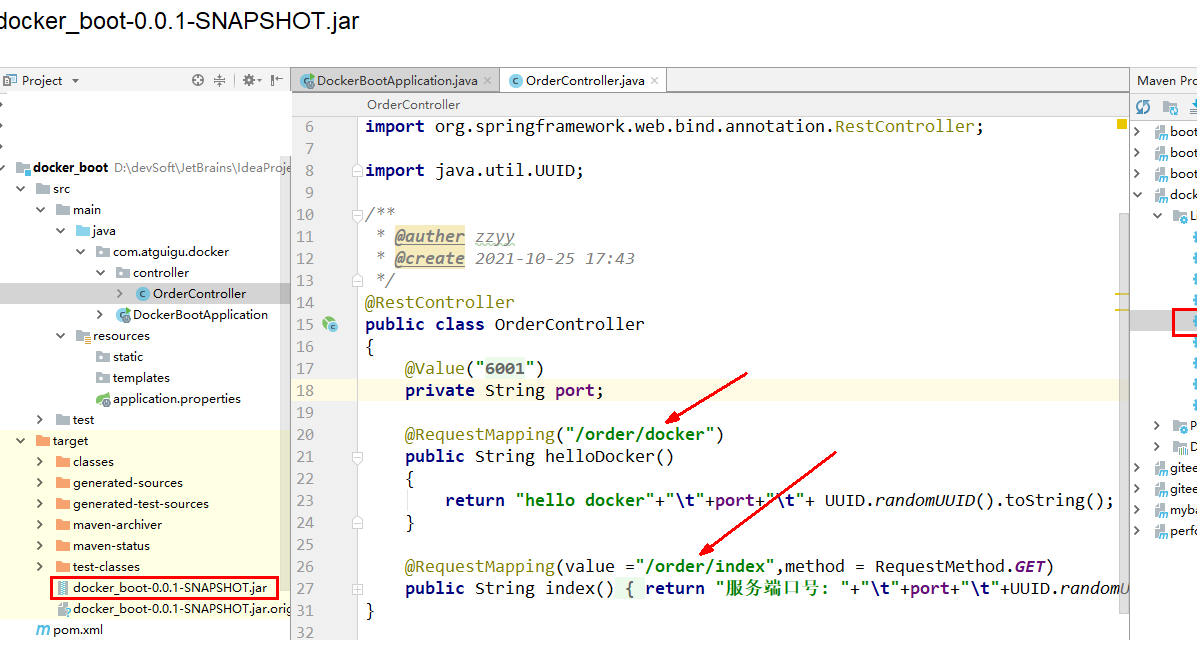 docker_boot-0.0.1-SNAPSHOT.jar
Project
DockerBootApplication.java
OrderController.java
Maven Pro
OrderController
docker_boot D:\devSoft\JetBrains\IdeaProje
src
main
java
com.atguigu.docker
controller
OrderController
DockerBootApplication
resources
static
templates
application.properties
test
target
classes
generated-sources
generated-test-sources
maven-archiver
maven-status
test-classes
docker_boot-0.0.1-SNAPSHOT.jar
docker_boot-0.0.1-SNAPSHOT.jar.orig
pom.xml
6 import org.springframework.web.bind.annotation.RestController;
7
8 import java.util.UUID;
9
10 /**
11 * @auther zzyy
12 * @create 2021-10-25 17:43
13 */
14 @RestController
15 public class OrderController
16 {
17 @Value("6001")
18 private String port;
19
20 @RequestMapping("/order/docker")
21 public String helloDocker()
22 {
23 return "hello docker"+"\t"+port+"\t"+ UUID.randomUUID().toString();
24 }
25
26 @RequestMapping(value ="/order/index",method = RequestMethod.GET)
27 public String index() { return "服务端口号: "+"\t"+port+"\t"+UUID.randomU
31 }
32
boot
boot
boot
dock
Li
P
D
gitee
gitee
myba
perfo